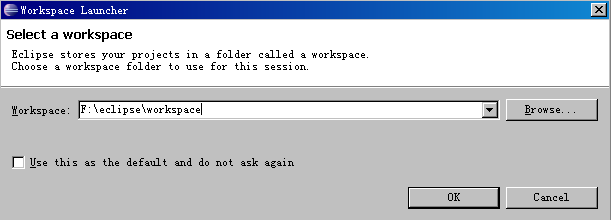 Workspace Launcher
Select a workspace
Eclipse stores your projects in a folder called a workspace.
Choose a workspace folder to use for this session.
Workspace: F:\eclipse\workspace Browse...
Use this as the default and do not ask again
OK Cancel